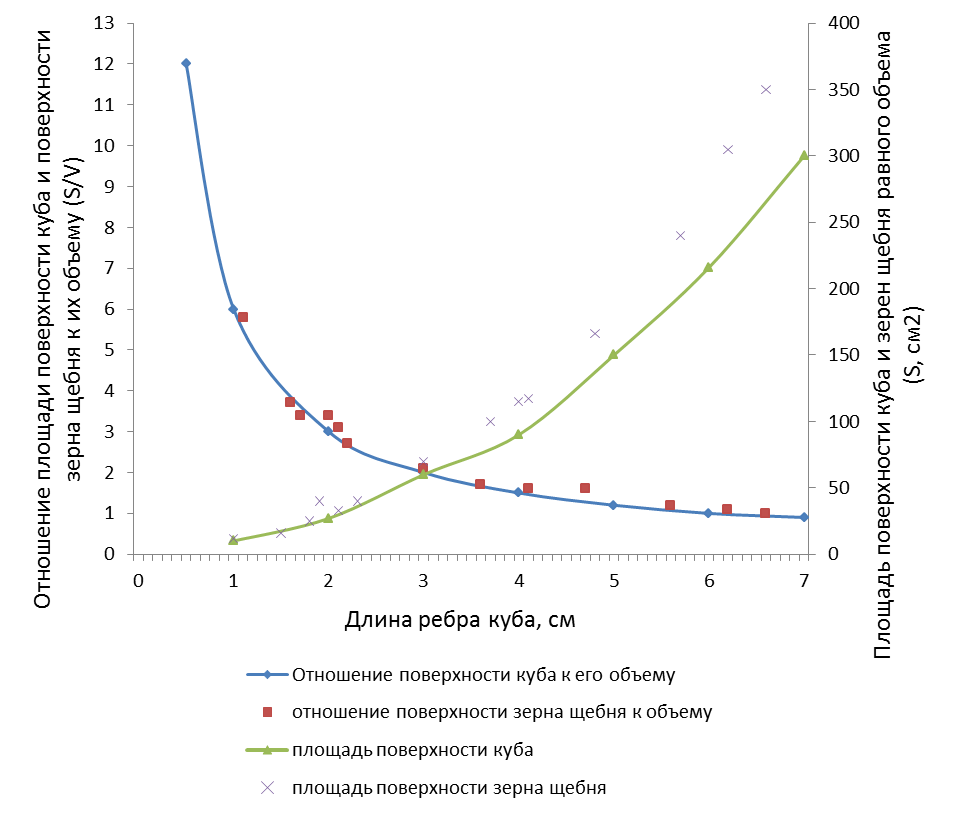 Отношение площади поверхности куба и поверхности
зерна щебня к их объему (S/V)
13
12
11
10
9
8
7
6
5
4
3
2
1
0
400
350
300
250
200
150
100
50
0
Площадь поверхности куба и зерен щебня равного объема
(S, см2)
0 1 2 3 4 5 6 7
Длина ребра куба, см
Отношение поверхности куба к его объему
отношение поверхности зерна щебня к объему
площадь поверхности куба
площадь поверхности зерна щебня